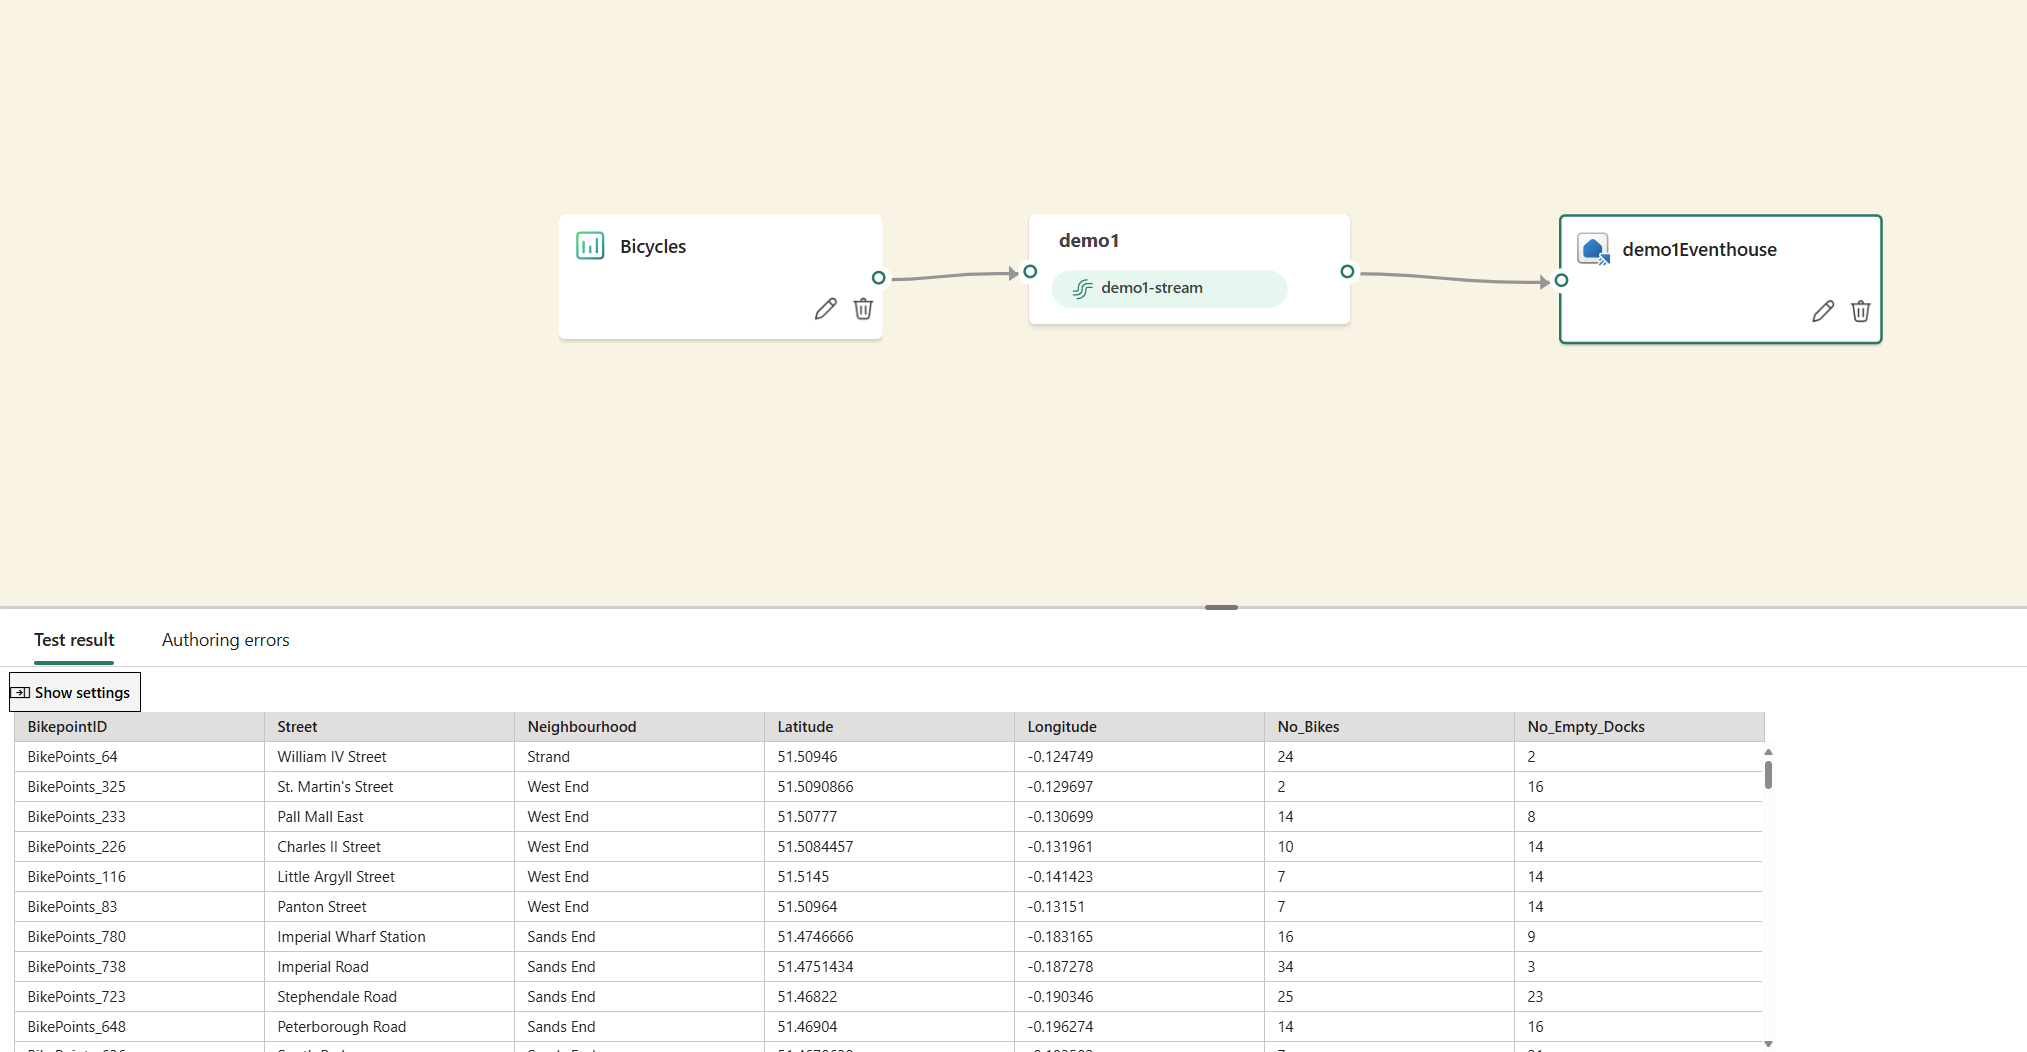 Bicycles
demo1
demo1-stream
demo1Eventhouse
Test result Authoring errors
Show settings
BikepointID Street Neighbourhood Latitude Longitude No_Bikes No_Empty_Docks
BikePoints_64 William IV Street Strand 51.50946 -0.124749 24 2
BikePoints_325 St. Martin's Street West End 51.5090866 -0.129697 2 16
BikePoints_233 Pall Mall East West End 51.50777 -0.130699 14 8
BikePoints_226 Charles II Street West End 51.5084457 -0.131961 10 14
BikePoints_116 Little Argyll Street West End 51.5145 -0.141423 7 14
BikePoints_83 Panton Street West End 51.50964 -0.13151 7 14
BikePoints_780 Imperial Wharf Station Sands End 51.4746666 -0.183165 16 9
BikePoints_738 Imperial Road Sands End 51.4751434 -0.187278 34 3
BikePoints_723 Stephendale Road Sands End 51.46822 -0.190346 25 23
BikePoints_648 Peterborough Road Sands End 51.46904 -0.196274 14 16